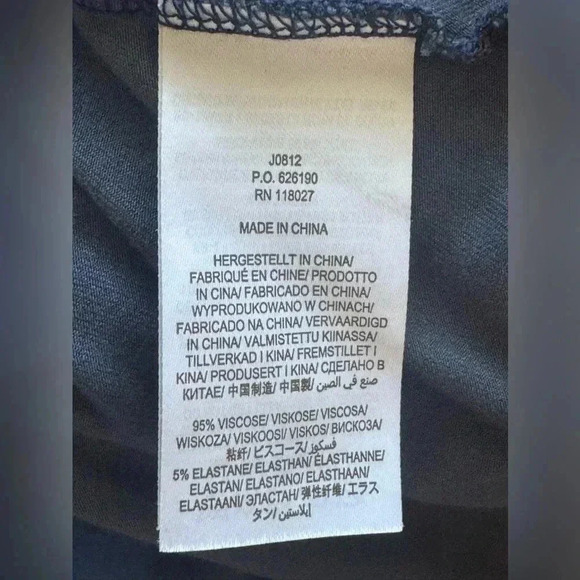 J0812
P.O. 626190
RN 118027
MADE IN CHINA
HERGESTELLT IN CHINA/
FABRIQUÉ EN CHINE/ PRODOTTO
IN CINA/ FABRICADO EN CHINA/
WYPRODUKOWANO W CHINACH/
FABRICADO NA CHINA/ VERVAARDIGD
IN CHINA/ VALMISTETTU KIINASSA/
TILLVERKAD I KINA/ FREMSTILLET I
KINA/ PRODUSERT I KINA/ СДЕЛАНО В
КИТАЕ/ 中国制造/ 中国製/ صنع في الصين
95% VISCOSE/ VISKOSE/ VISCOSA/
WISKOZA/ VISKOOSI/ VISKOS/ ВИСКОЗА/
粘纤/ ビスコース/ فسكوز/
5% ELASTANE/ ELASTHAN/ ÉLASTHANNE/
ELASTAN/ ELASTANO/ ELASTHAAN/
ELASTAANI/ ЭЛАСТАН/ 弹性纤维/ エラス
タン/ إيلاستين/